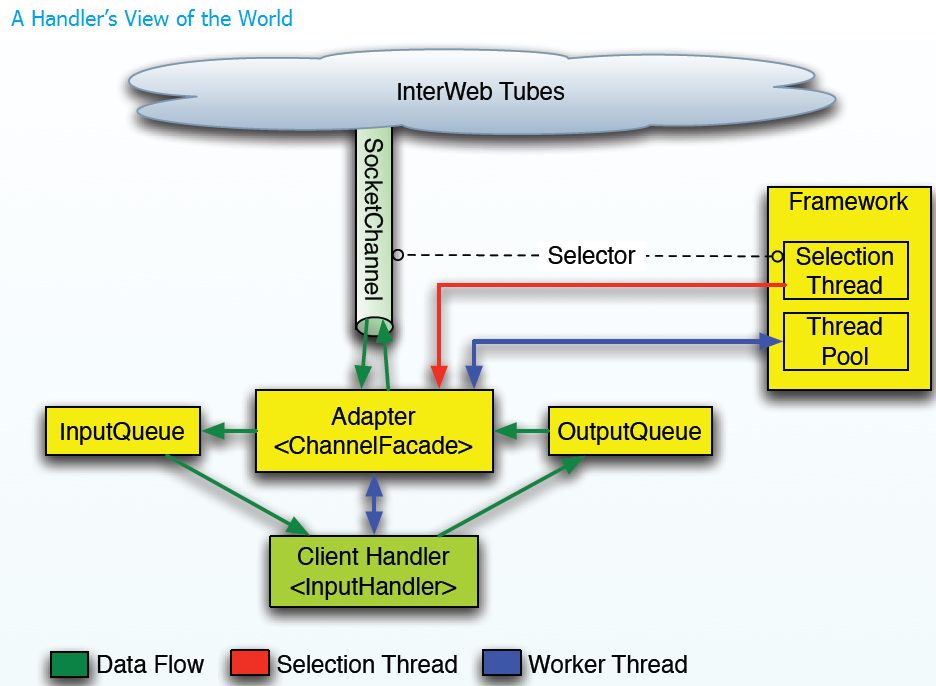 A Handler's View of the World
InterWeb Tubes
SocketChannel
Framework
Selector
Selection
Thread
Thread
Pool
InputQueue
Adapter
<ChannelFacade>
OutputQueue
Client Handler
<InputHandler>
Data Flow
Selection Thread
Worker Thread